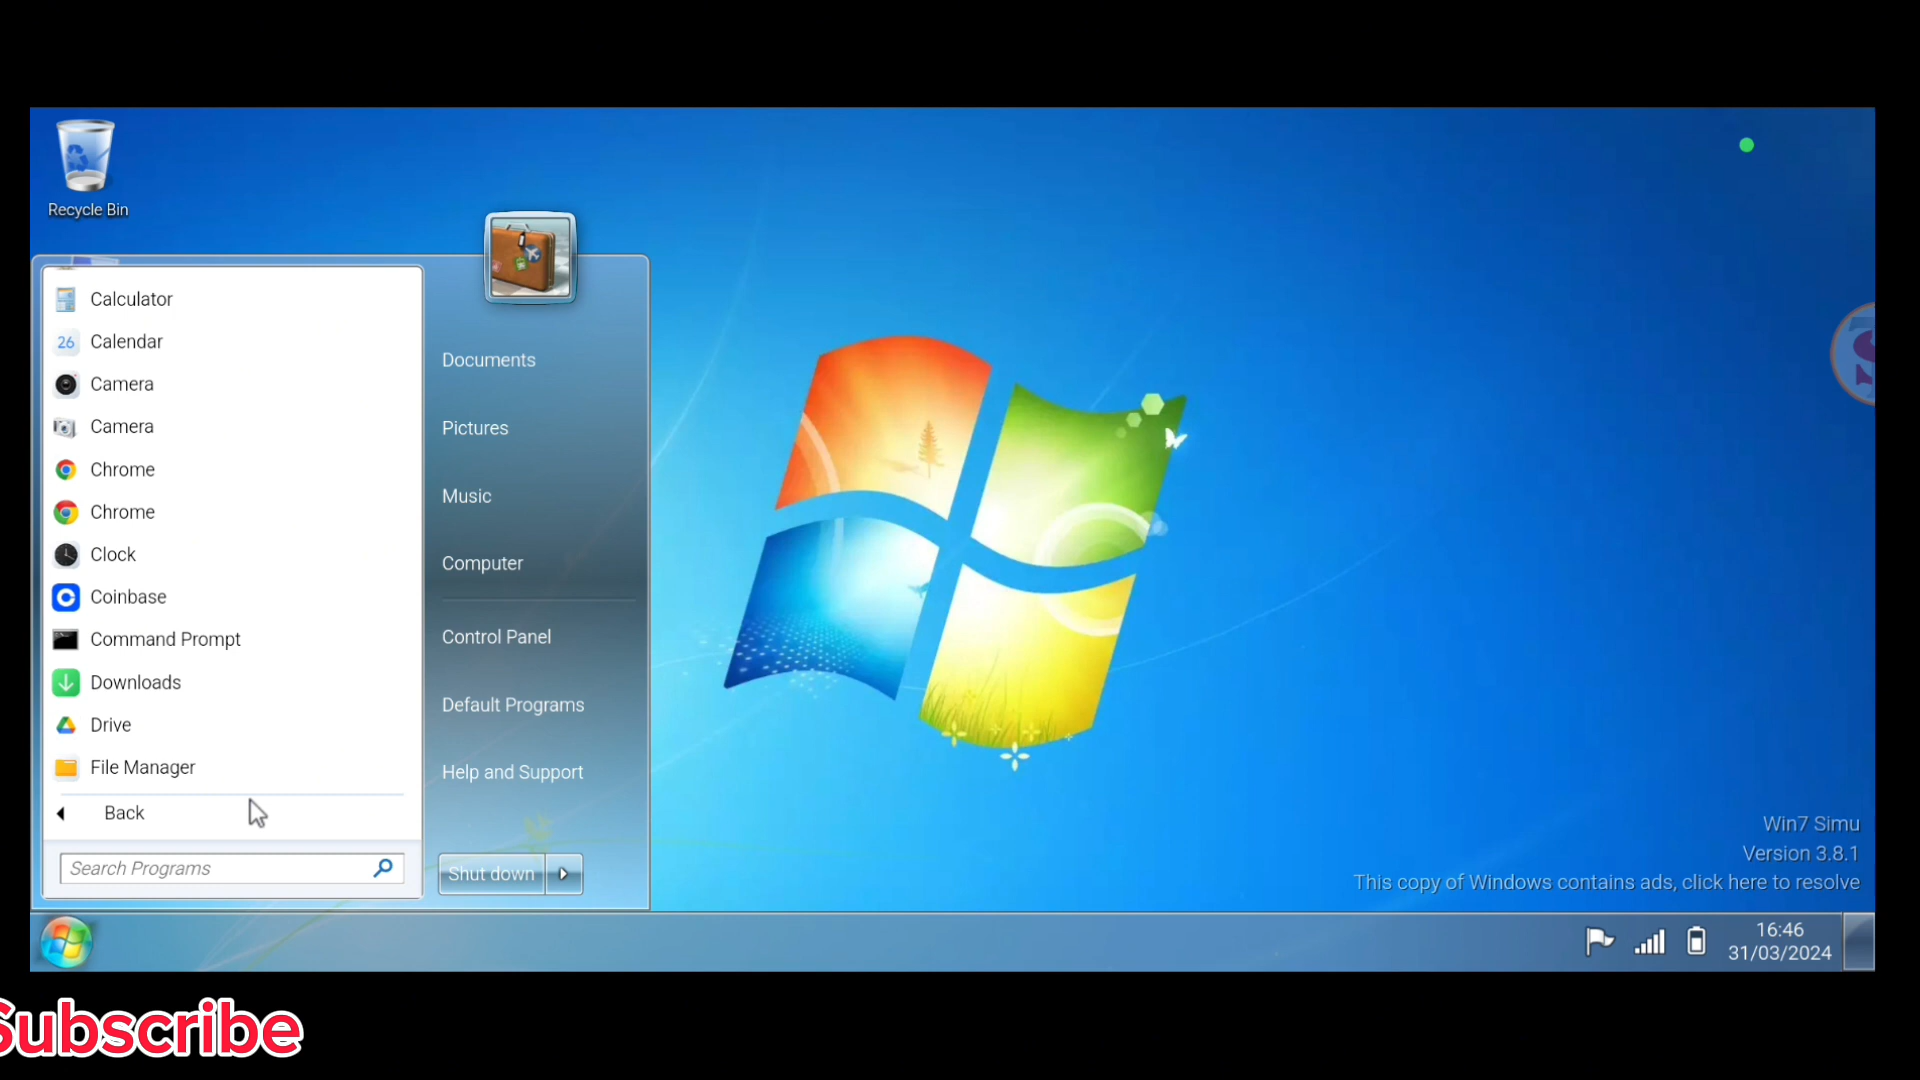 Recycle Bin
Calculator
26
Calendar
Camera
Camera
Chrome
Chrome
Clock
Coinbase
Command Prompt
Downloads
Drive
File Manager
Back
Search Programs
Documents
Pictures
Music
Computer
Control Panel
Default Programs
Help and Support
Shut down
Win7 Simu
Version 3.8.1
This copy of Windows contains ads, click here to resolve
16:46
31/03/2024
Subscribe